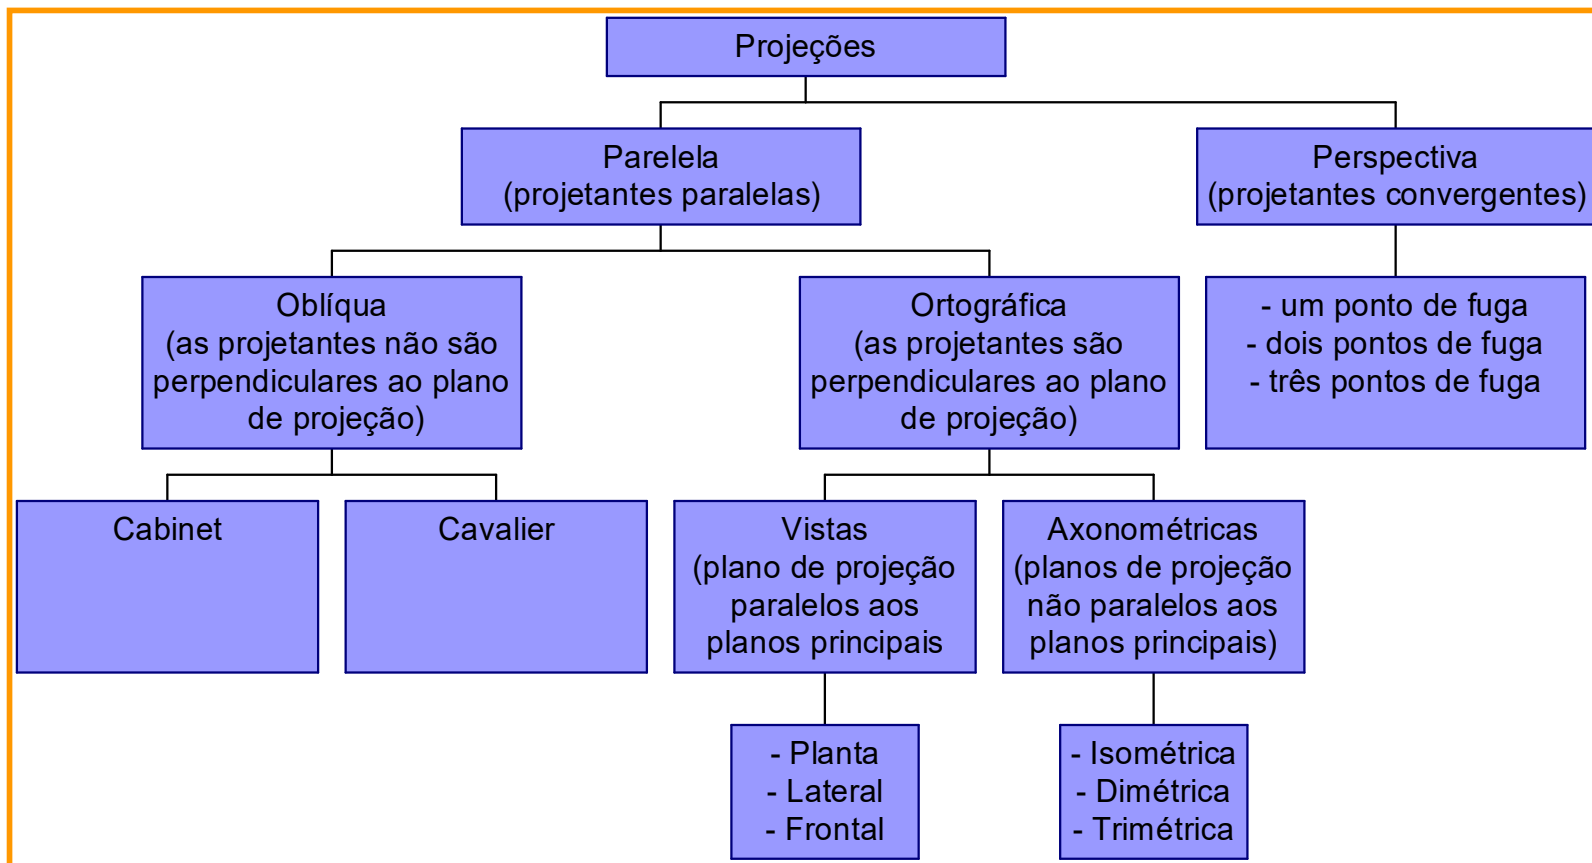 Projeções
Parelela
(projetantes paralelas)
Perspectiva
(projetantes convergentes)
Oblíqua
(as projetantes não são
perpendiculares ao plano
de projeção)
Ortográfica
(as projetantes são
perpendiculares ao plano
de projeção)
- um ponto de fuga
- dois pontos de fuga
- três pontos de fuga
Cabinet
Cavalier
Vistas
(plano de projeção
paralelos aos
planos principais
Axonométricas
(planos de projeção
não paralelos aos
planos principais)
- Planta
- Lateral
- Frontal
- Isométrica
- Dimétrica
- Trimétrica